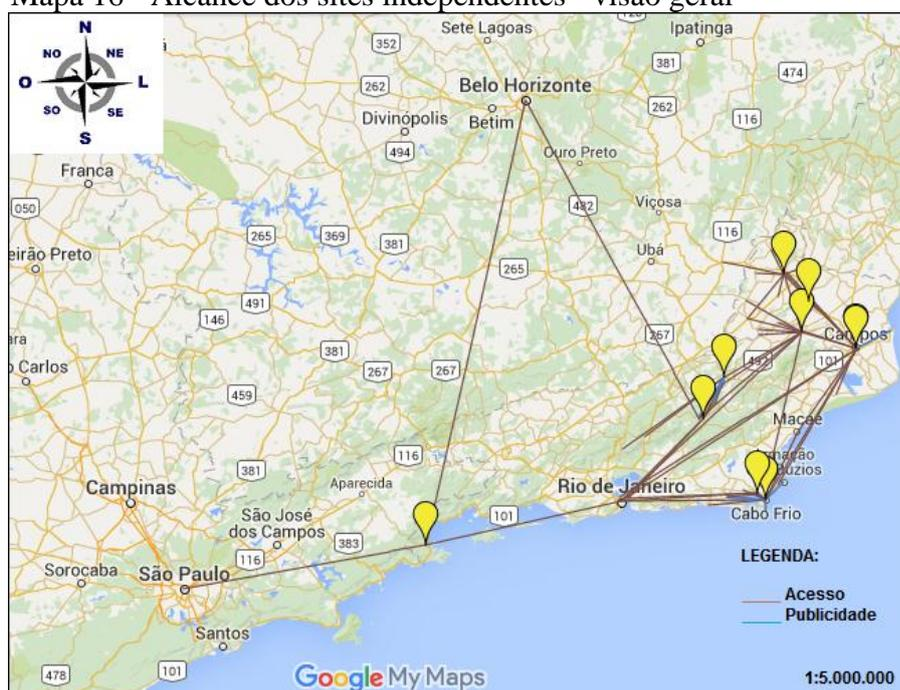 Mapa 16 - Alcance dos sites independentes - visão geral
N
NO NE
O L
SO SE
S
352
Sete Lagoas
Ipatinga
381
474
262
Belo Horizonte
262
Betim
116
Divinópolis
494
Ouro Preto
Franca
482
Viçosa
050
265
369
381
116
Ubá
eirão Preto
265
491
146
267
Campos
ara
381
o Carlos
267
267
492
101
459
Macaé
116
381
Aparecida
Rio de Janeiro
Búzios
Campinas
Cabo Frio
São José
dos Campos
101
383
116
LEGENDA:
Sorocaba
São Paulo
Acesso
Publicidade
Santos
478
101
Google My Maps
1:5.000.000